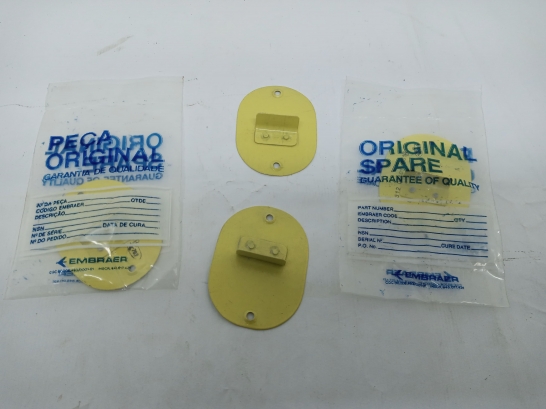 PEÇA
ORIGINAL
GARANTIA DE QUALIDADE
Nº DA PEÇA QTDE
CÓDIGO EMBRAER
DESCRIÇÃO
NSN DATA DE CURA
Nº DE SÉRIE
Nº DO PEDIDO
EMBRAER
ORIGINAL
SPARE
GUARANTEE OF QUALITY
PART NUMBER
EMBRAER CODE QTY
DESCRIPTION
NSN
SERIAL Nº CURE DATE
P.O. No.
EMBRAER